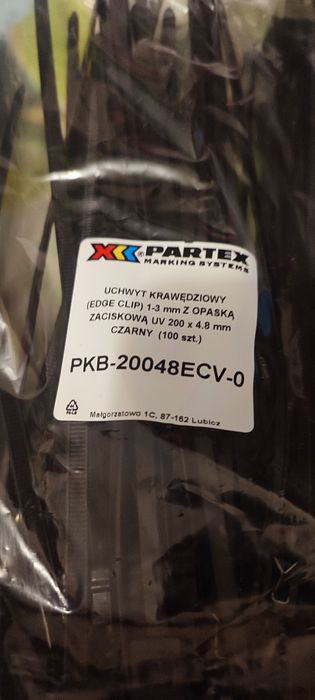 PARTEX
MARKING SYSTEMS
UCHWYT KRAWĘDZIOWY
(EDGE CLIP) 1-3 mm Z OPASKĄ
ZACISKOWĄ UV 200 x 4.8 mm
CZARNY (100 szt.)
PKB-20048ECV-0
Małgorzatowo 1C, 87-162 Lubicz